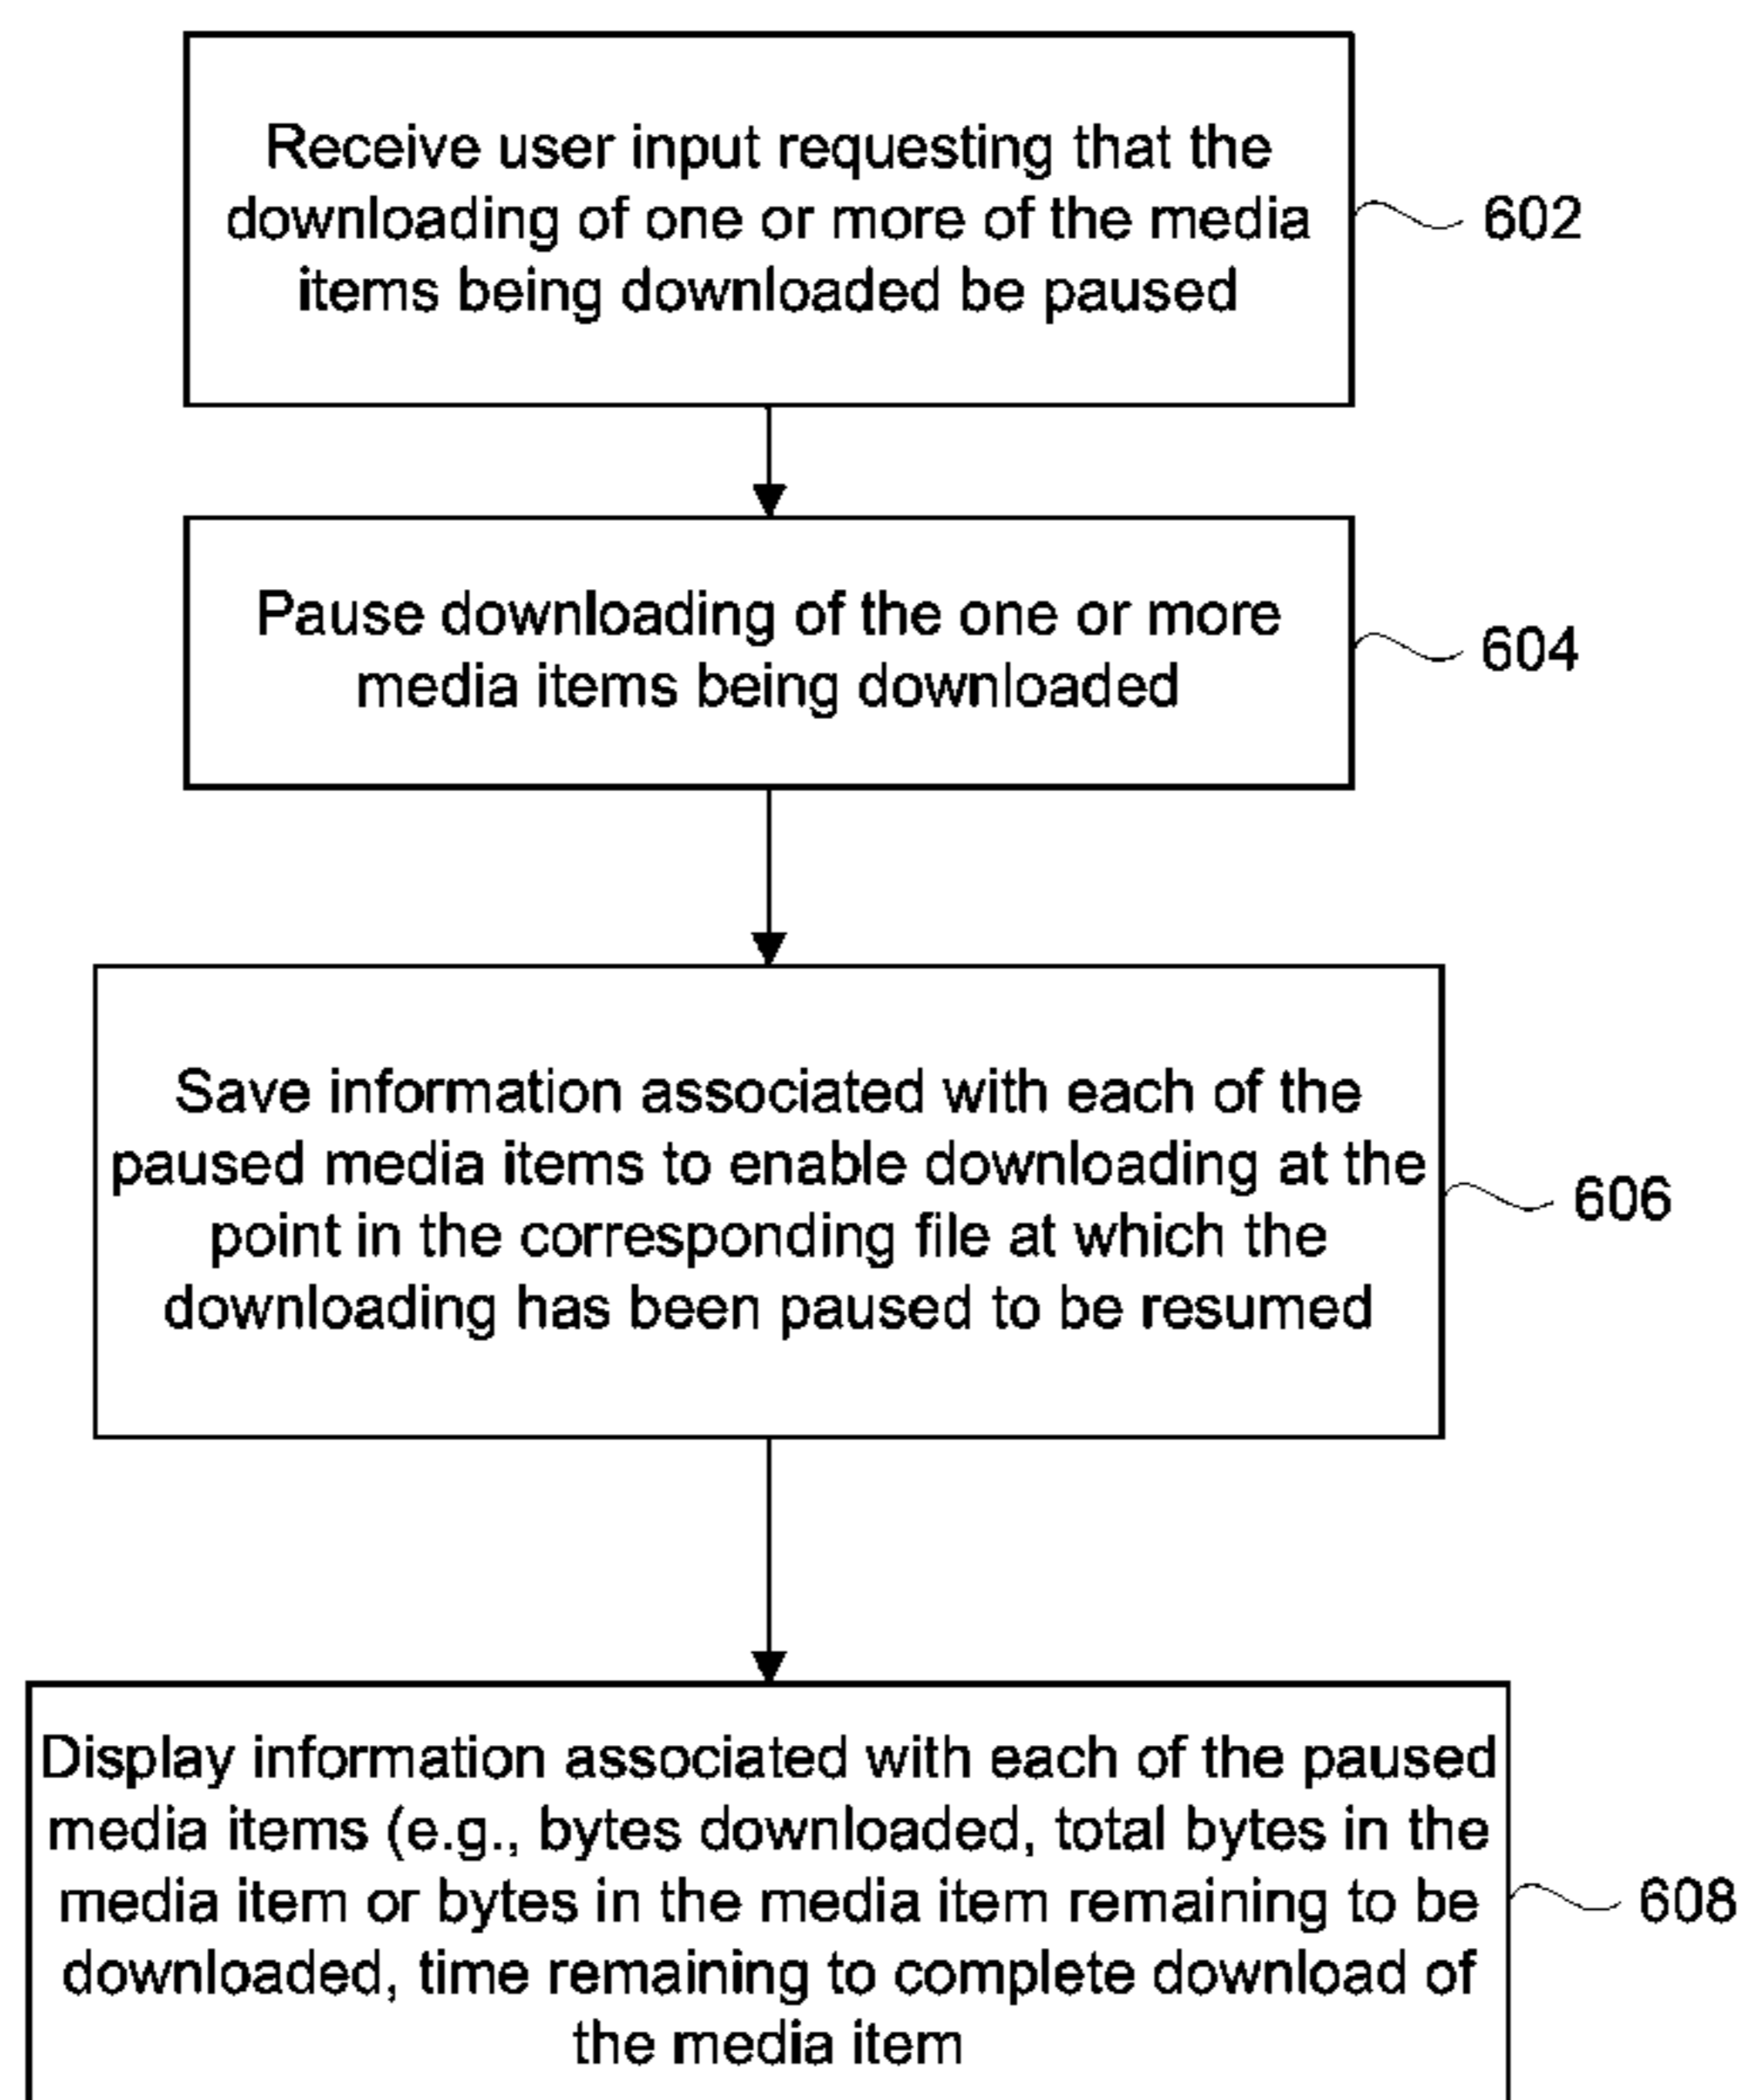 Receive user input requesting that the
downloading of one or more of the media
items being downloaded be paused
602
Pause downloading of the one or more
media items being downloaded
604
Save information associated with each of the
paused media items to enable downloading at the
point in the corresponding file at which the
downloading has been paused to be resumed
606
Display information associated with each of the paused
media items (e.g., bytes downloaded, total bytes in the
media item or bytes in the media item remaining to be
downloaded, time remaining to complete download of
the media item
608